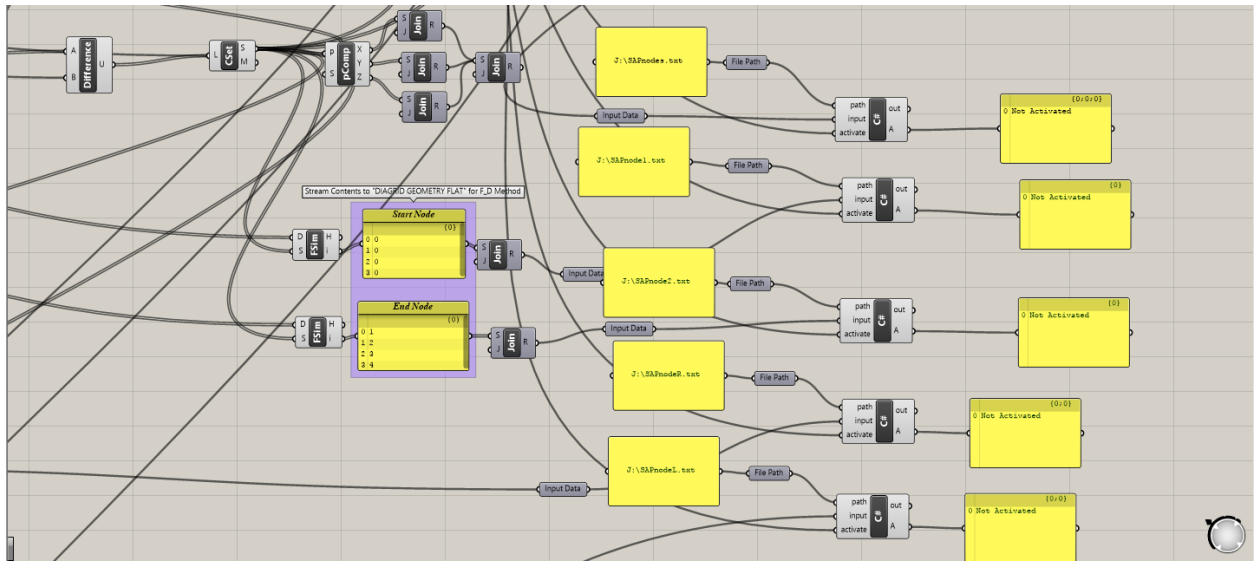 A
B
Difference
U
L
CSet
S
M
P
S
pComp
X
Y
Z
S
J
Join
R
S
J
Join
R
S
J
Join
R
S
J
Join
R
J:\SAPnodes.txt
File Path
Input Data
path
input
activate
C#
out
A
{0;0;0}
0 Not Activated
J:\SAPnode1.txt
File Path
path
input
activate
C#
out
A
{0}
0 Not Activated
Stream Contents to "DIAGRID GEOMETRY FLAT" for F_D Method
D
S
FSim
H
i
Start Node
{0}
0 0
1 0
2 0
3 0
S
J
Join
R
Input Data
J:\SAPnode2.txt
File Path
path
input
activate
C#
out
A
{0}
0 Not Activated
D
S
FSim
H
i
End Node
{0}
0 1
1 2
2 3
3 4
S
J
Join
R
Input Data
J:\SAPnodeR.txt
File Path
path
input
activate
C#
out
A
{0;0}
0 Not Activated
J:\SAPnodeL.txt
File Path
Input Data
path
input
activate
C#
out
A
{0;0}
0 Not Activated